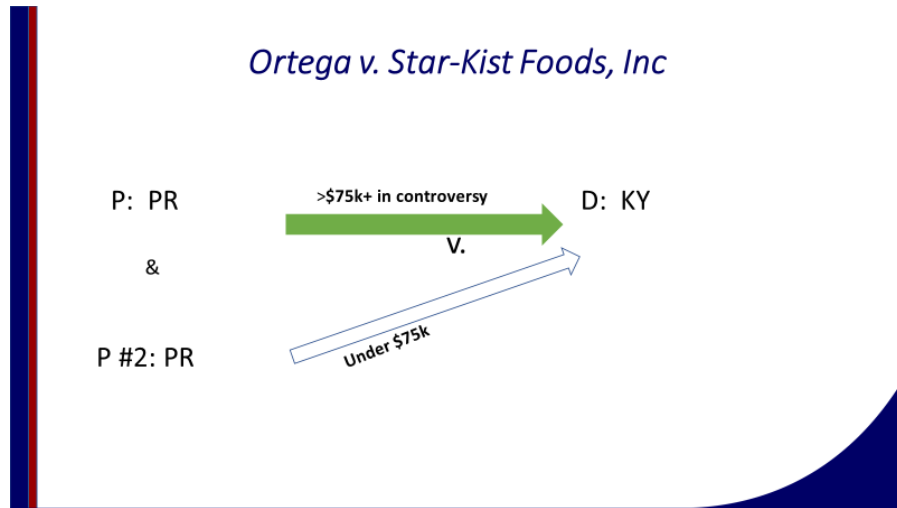 Ortega v. Star-Kist Foods, Inc
P: PR
>$75k+ in controversy
D: KY
V.
&
Under $75k
P #2: PR